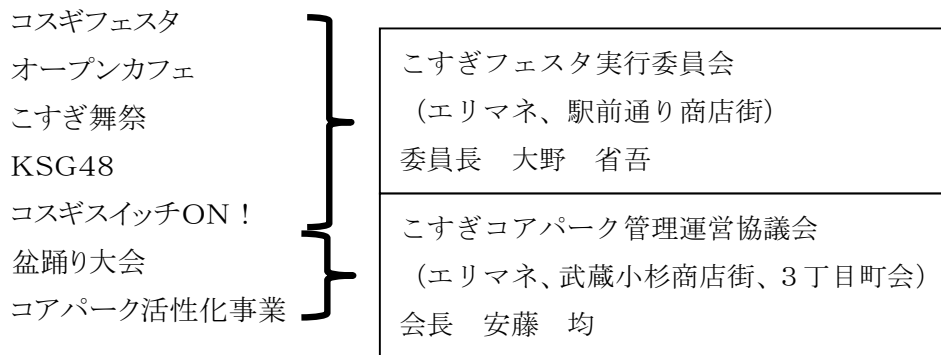 コスギフェスタ
オープンカフェ
こすぎ舞祭
KSG48
コスギスイッチON！
盆踊り大会
コアパーク活性化事業
こすぎフェスタ実行委員会
（エリマネ、駅前通り商店街）
委員長　大野　省吾
こすぎコアパーク管理運営協議会
（エリマネ、武蔵小杉商店街、３丁目町会）
会長　安藤　均